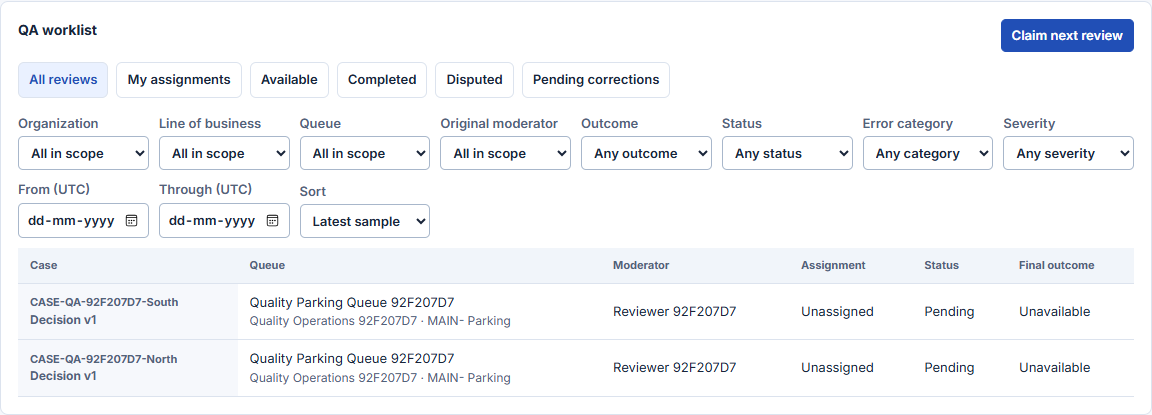 QA worklist
Claim next review
All reviews
My assignments
Available
Completed
Disputed
Pending corrections
Organization
Line of business
Queue
Original moderator
Outcome
Status
Error category
Severity
All in scope
All in scope
All in scope
All in scope
Any outcome
Any status
Any category
Any severity
From (UTC)
Through (UTC)
Sort
dd-mm-yyyy
dd-mm-yyyy
Latest sample
Case
Queue
Moderator
Assignment
Status
Final outcome
CASE-QA-92F207D7-South
Decision v1
Quality Parking Queue 92F207D7
Quality Operations 92F207D7 · MAIN- Parking
Reviewer 92F207D7
Unassigned
Pending
Unavailable
CASE-QA-92F207D7-North
Decision v1
Quality Parking Queue 92F207D7
Quality Operations 92F207D7 · MAIN- Parking
Reviewer 92F207D7
Unassigned
Pending
Unavailable